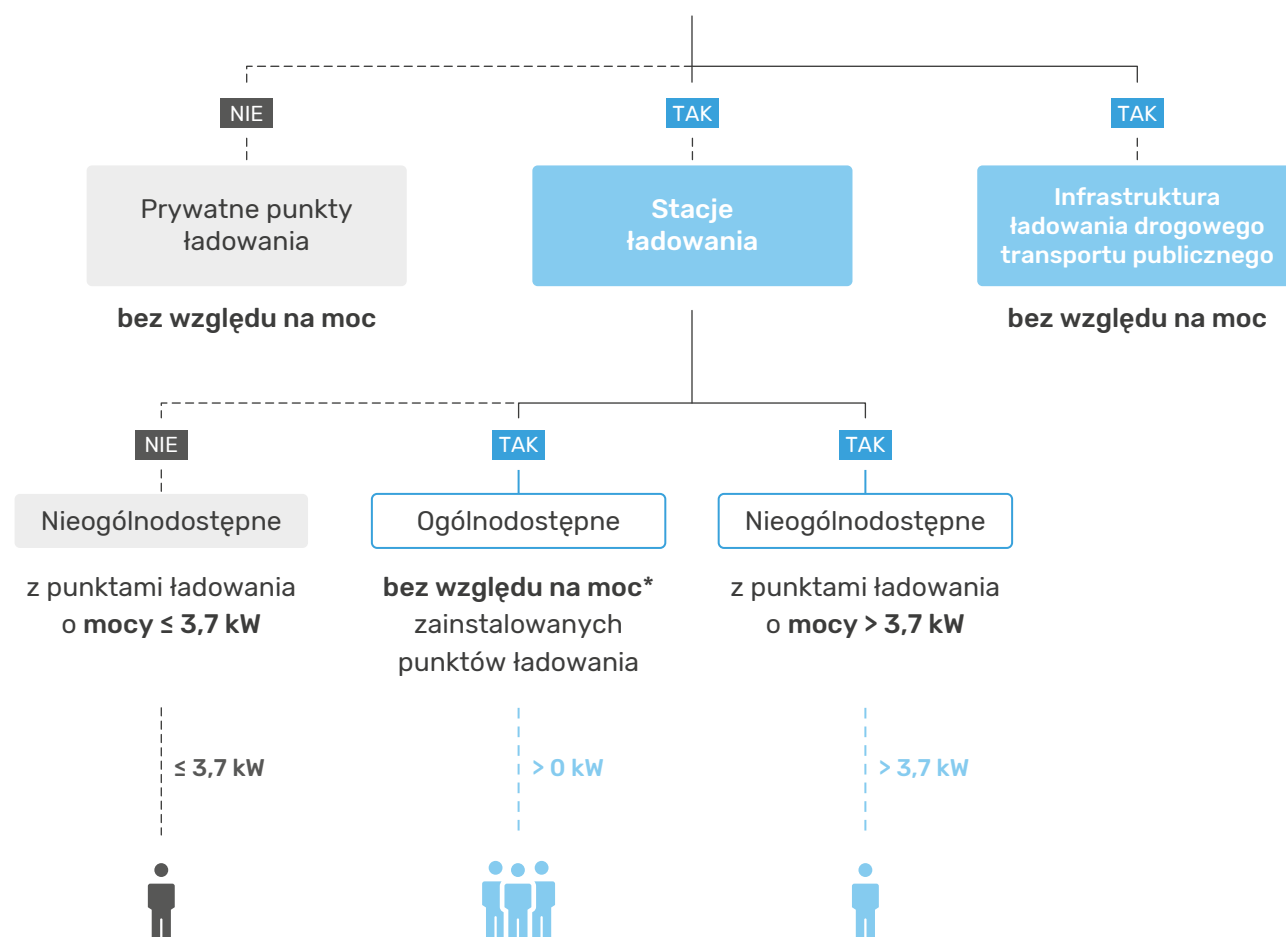 NIE
TAK
TAK
Prywatne punkty
ładowania
Stacje
ładowania
Infrastruktura
ładowania drogowego
transportu publicznego
bez względu na moc
bez względu na moc
NIE
TAK
TAK
Nieogólnodostępne
Ogólnodostępne
Nieogólnodostępne
z punktami ładowania
o mocy ≤ 3,7 kW
bez względu na moc*
zainstalowanych
punktów ładowania
z punktami ładowania
o mocy > 3,7 kW
≤ 3,7 kW
> 0 kW
> 3,7 kW